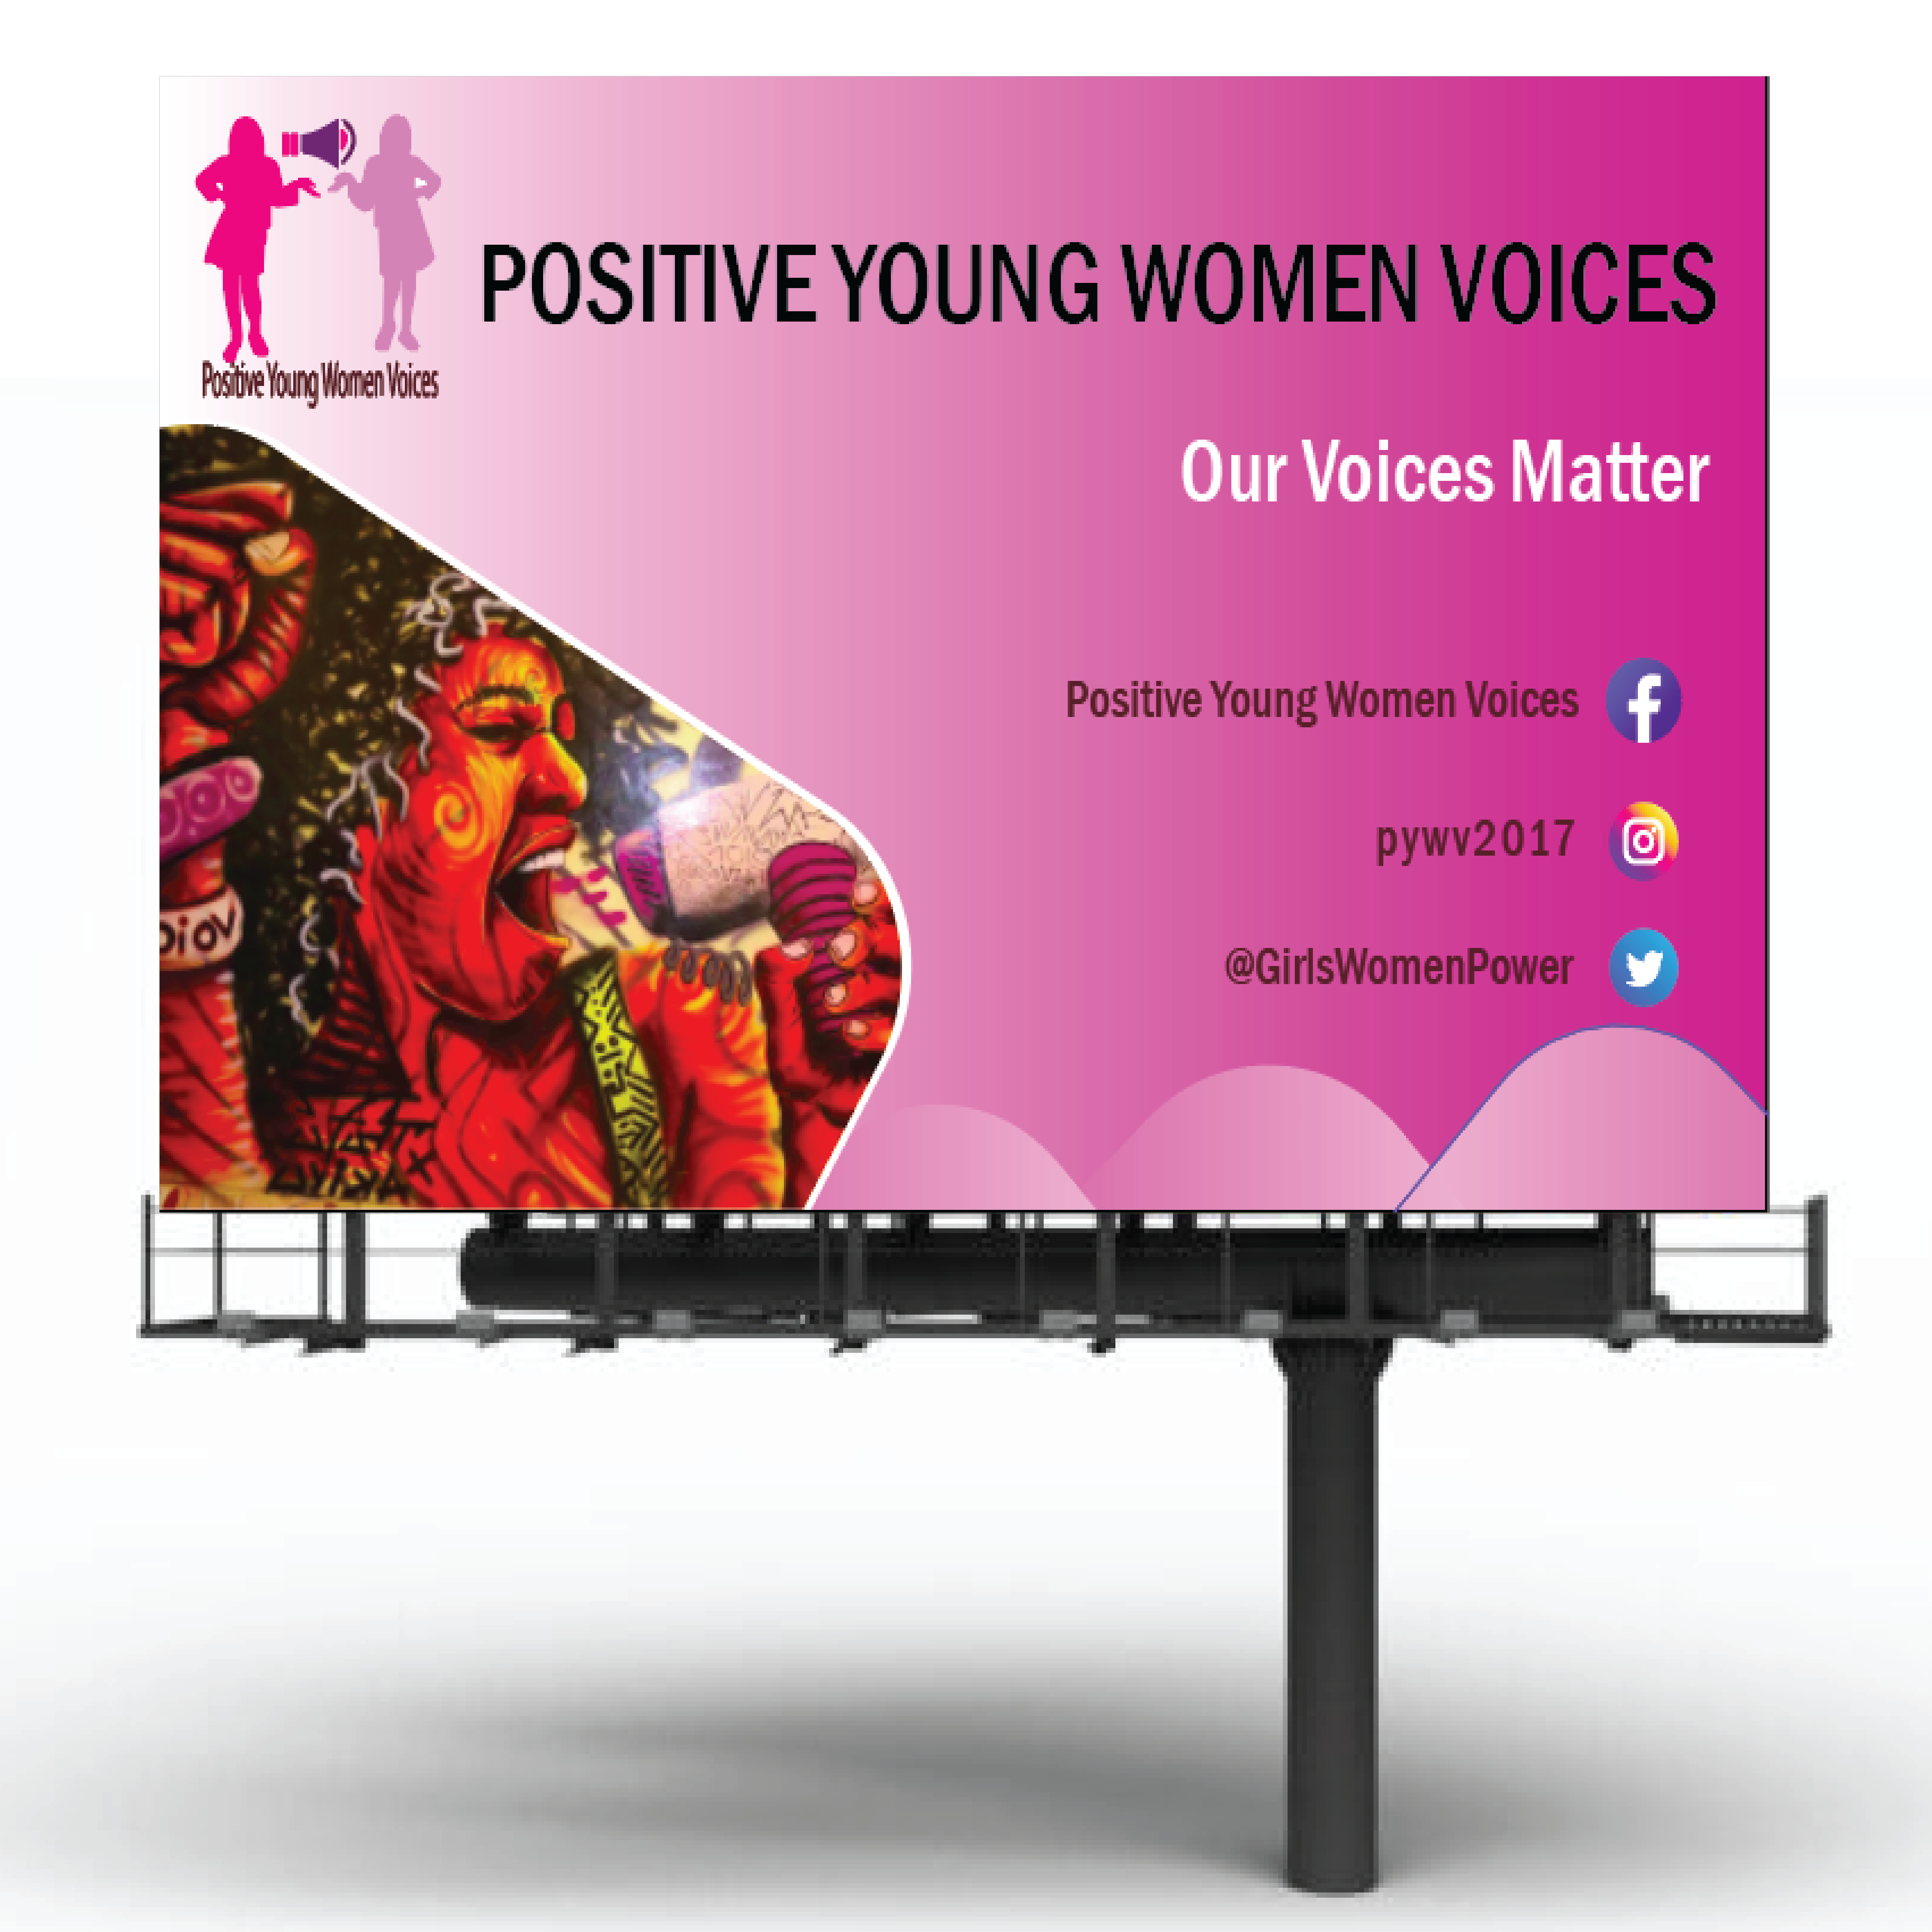 POSITIVE YOUNG WOMEN VOICES
Positive Young Women Voices
Our Voices Matter
Positive Young Women Voices
pywv2017
@GirlsWomenPower